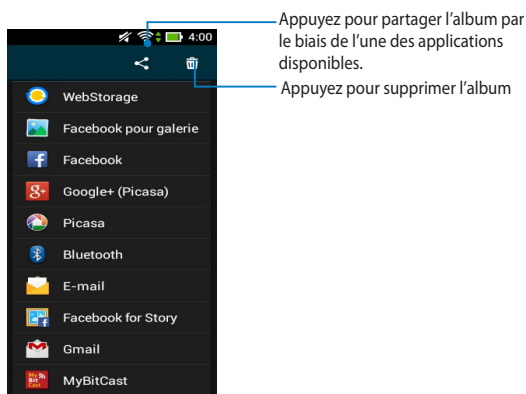 Appuyez pour partager l'album par
le biais de l'une des applications
disponibles.
Appuyez pour supprimer l'album
4:00
WebStorage
Facebook pour galerie
Facebook
Google+ (Picasa)
Picasa
Bluetooth
E-mail
Facebook for Story
Gmail
MyBitCast